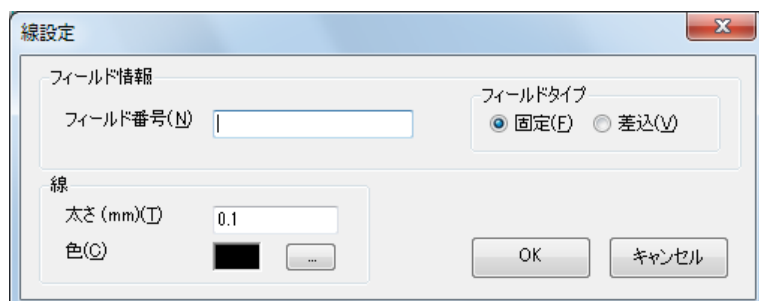 線設定
フィールド情報
フィールド番号(N)
フィールドタイプ
固定(F) 差込(V)
線
太さ(mm)(T) 0.1
色(C) ...
OK キャンセル